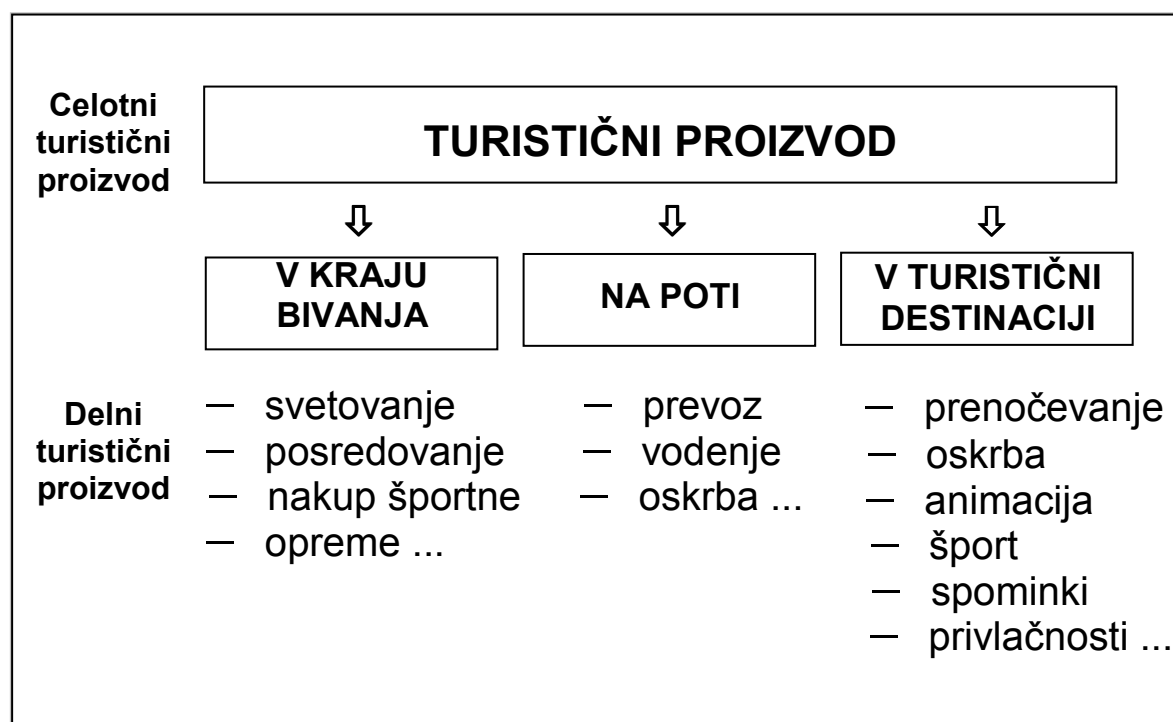 Celotni
turistični
proizvod
TURISTIČNI PROIZVOD
V KRAJU
BIVANJA
NA POTI
V TURISTIČNI
DESTINACIJI
Delni
turistični
proizvod
— svetovanje
— posredovanje
— nakup športne
— opreme ...
— prevoz
— vodenje
— oskrba ...
— prenočevanje
— oskrba
— animacija
— šport
— spominki
— privlačnosti ...